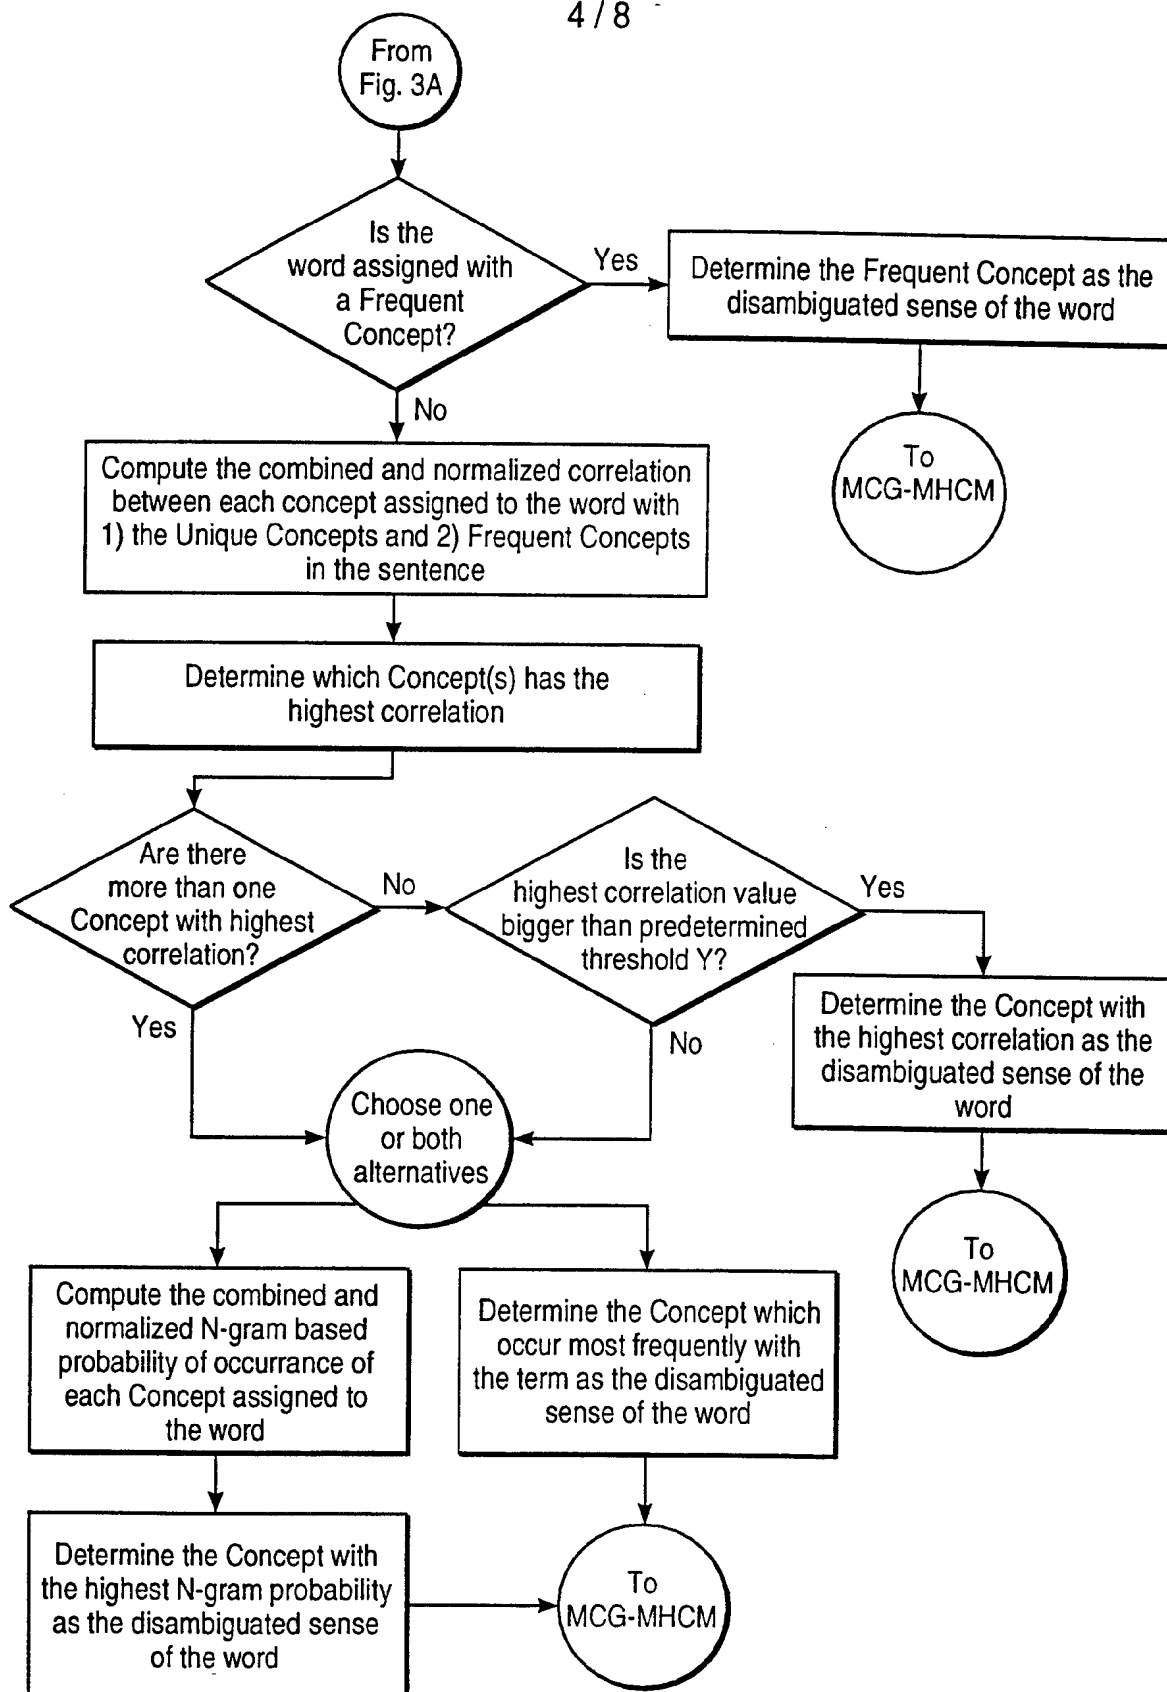 4 / 8
From
Fig. 3A
Is the
word assigned with
a Frequent
Concept?
Yes
Determine the Frequent Concept as the
disambiguated sense of the word
No
To
MCG-MHCM
Compute the combined and normalized correlation
between each concept assigned to the word with
1) the Unique Concepts and 2) Frequent Concepts
in the sentence
Determine which Concept(s) has the
highest correlation
Are there
more than one
Concept with highest
correlation?
No
Is the
highest correlation value
bigger than predetermined
threshold Y?
Yes
Determine the Concept with
the highest correlation as the
disambiguated sense of the
word
Yes
No
Choose one
or both
alternatives
To
MCG-MHCM
Compute the combined and
normalized N-gram based
probability of occurrance of
each Concept assigned to
the word
Determine the Concept which
occur most frequently with
the term as the disambiguated
sense of the word
Determine the Concept with
the highest N-gram probability
as the disambiguated sense
of the word
To
MCG-MHCM